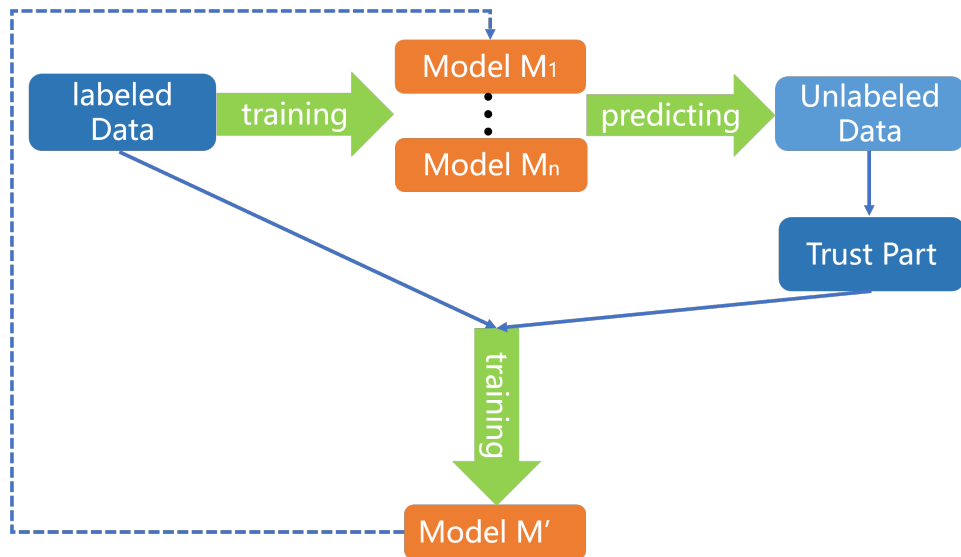 labeled
Data
training
Model M₁
Model Mₙ
predicting
Unlabeled
Data
Trust Part
training
Model M'